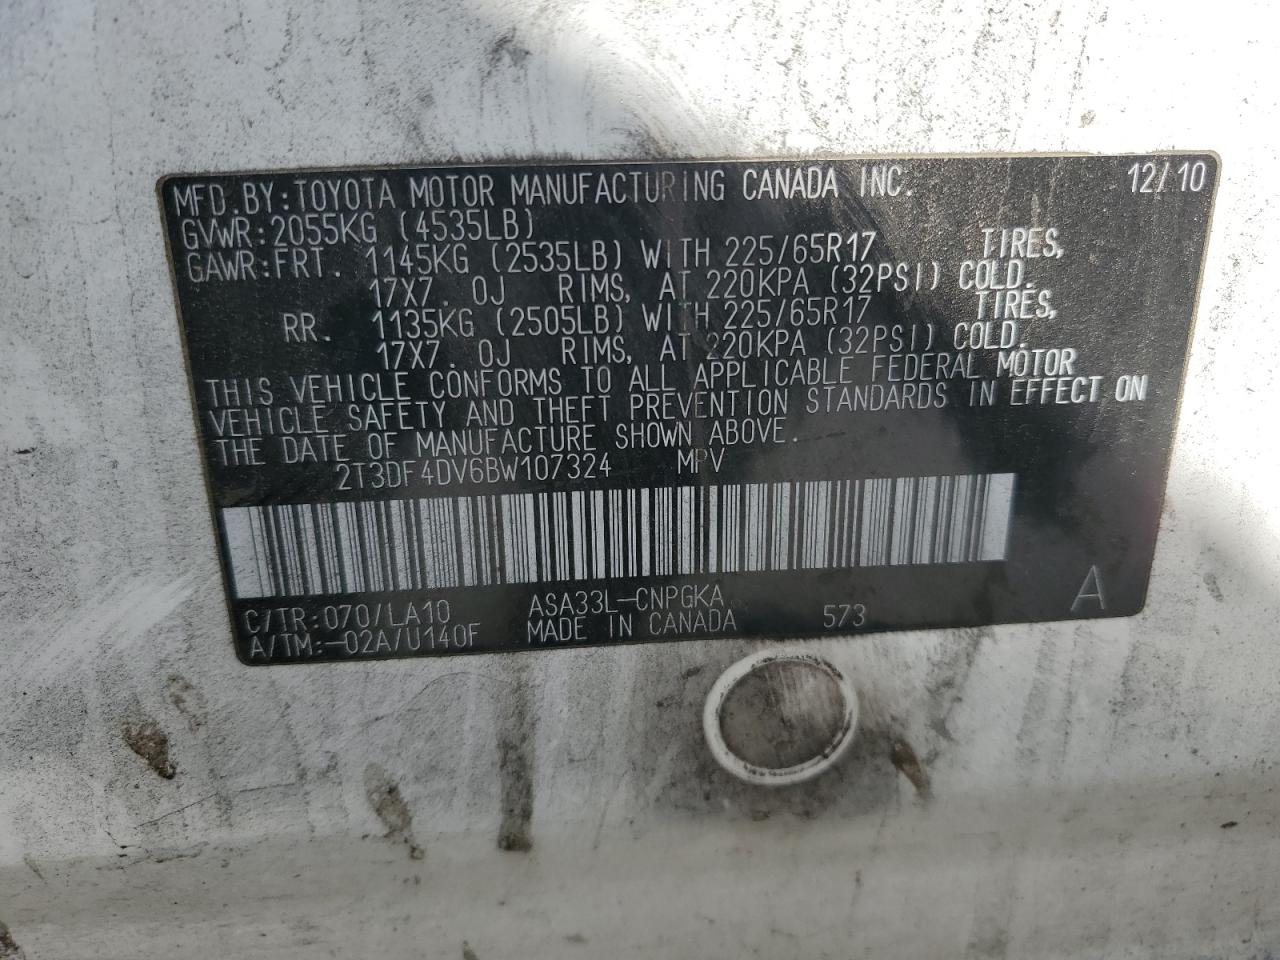 MFD.BY:TOYOTA MOTOR MANUFACTURING CANADA INC. 12/10
GVWR:2055KG (4535LB)
GAWR:FRT. 1145KG (2535LB) WITH 225/65R17 TIRES,
17X7.0J RIMS, AT 220KPA (32PSI) COLD.
RR. 1135KG (2505LB) WITH 225/65R17 TIRES,
17X7.0J RIMS, AT 220KPA (32PSI) COLD.
THIS VEHICLE CONFORMS TO ALL APPLICABLE FEDERAL MOTOR
VEHICLE SAFETY AND THEFT PREVENTION STANDARDS IN EFFECT ON
THE DATE OF MANUFACTURE SHOWN ABOVE.
2T3DF4DV6BW107324 MPV
C/TR:070/LA10 ASA33L-CNPGKA
A/TM:-02A/U140F MADE IN CANADA 573 A